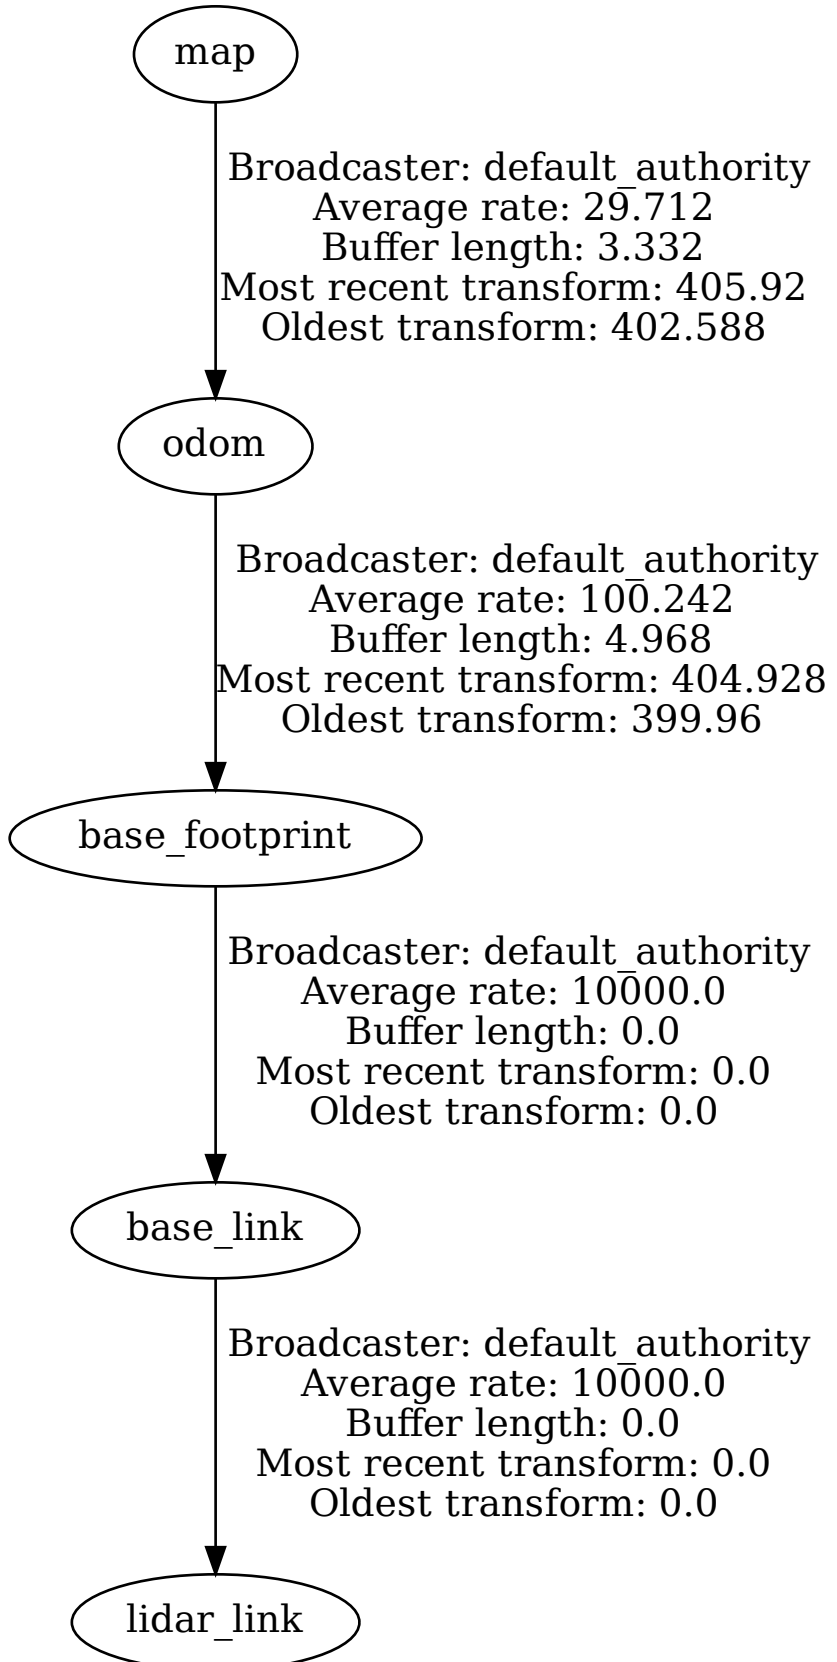 map
Broadcaster: default_authority
Average rate: 29.712
Buffer length: 3.332
Most recent transform: 405.92
Oldest transform: 402.588
odom
Broadcaster: default_authority
Average rate: 100.242
Buffer length: 4.968
Most recent transform: 404.928
Oldest transform: 399.96
base_footprint
Broadcaster: default_authority
Average rate: 10000.0
Buffer length: 0.0
Most recent transform: 0.0
Oldest transform: 0.0
base_link
Broadcaster: default_authority
Average rate: 10000.0
Buffer length: 0.0
Most recent transform: 0.0
Oldest transform: 0.0
lidar_link